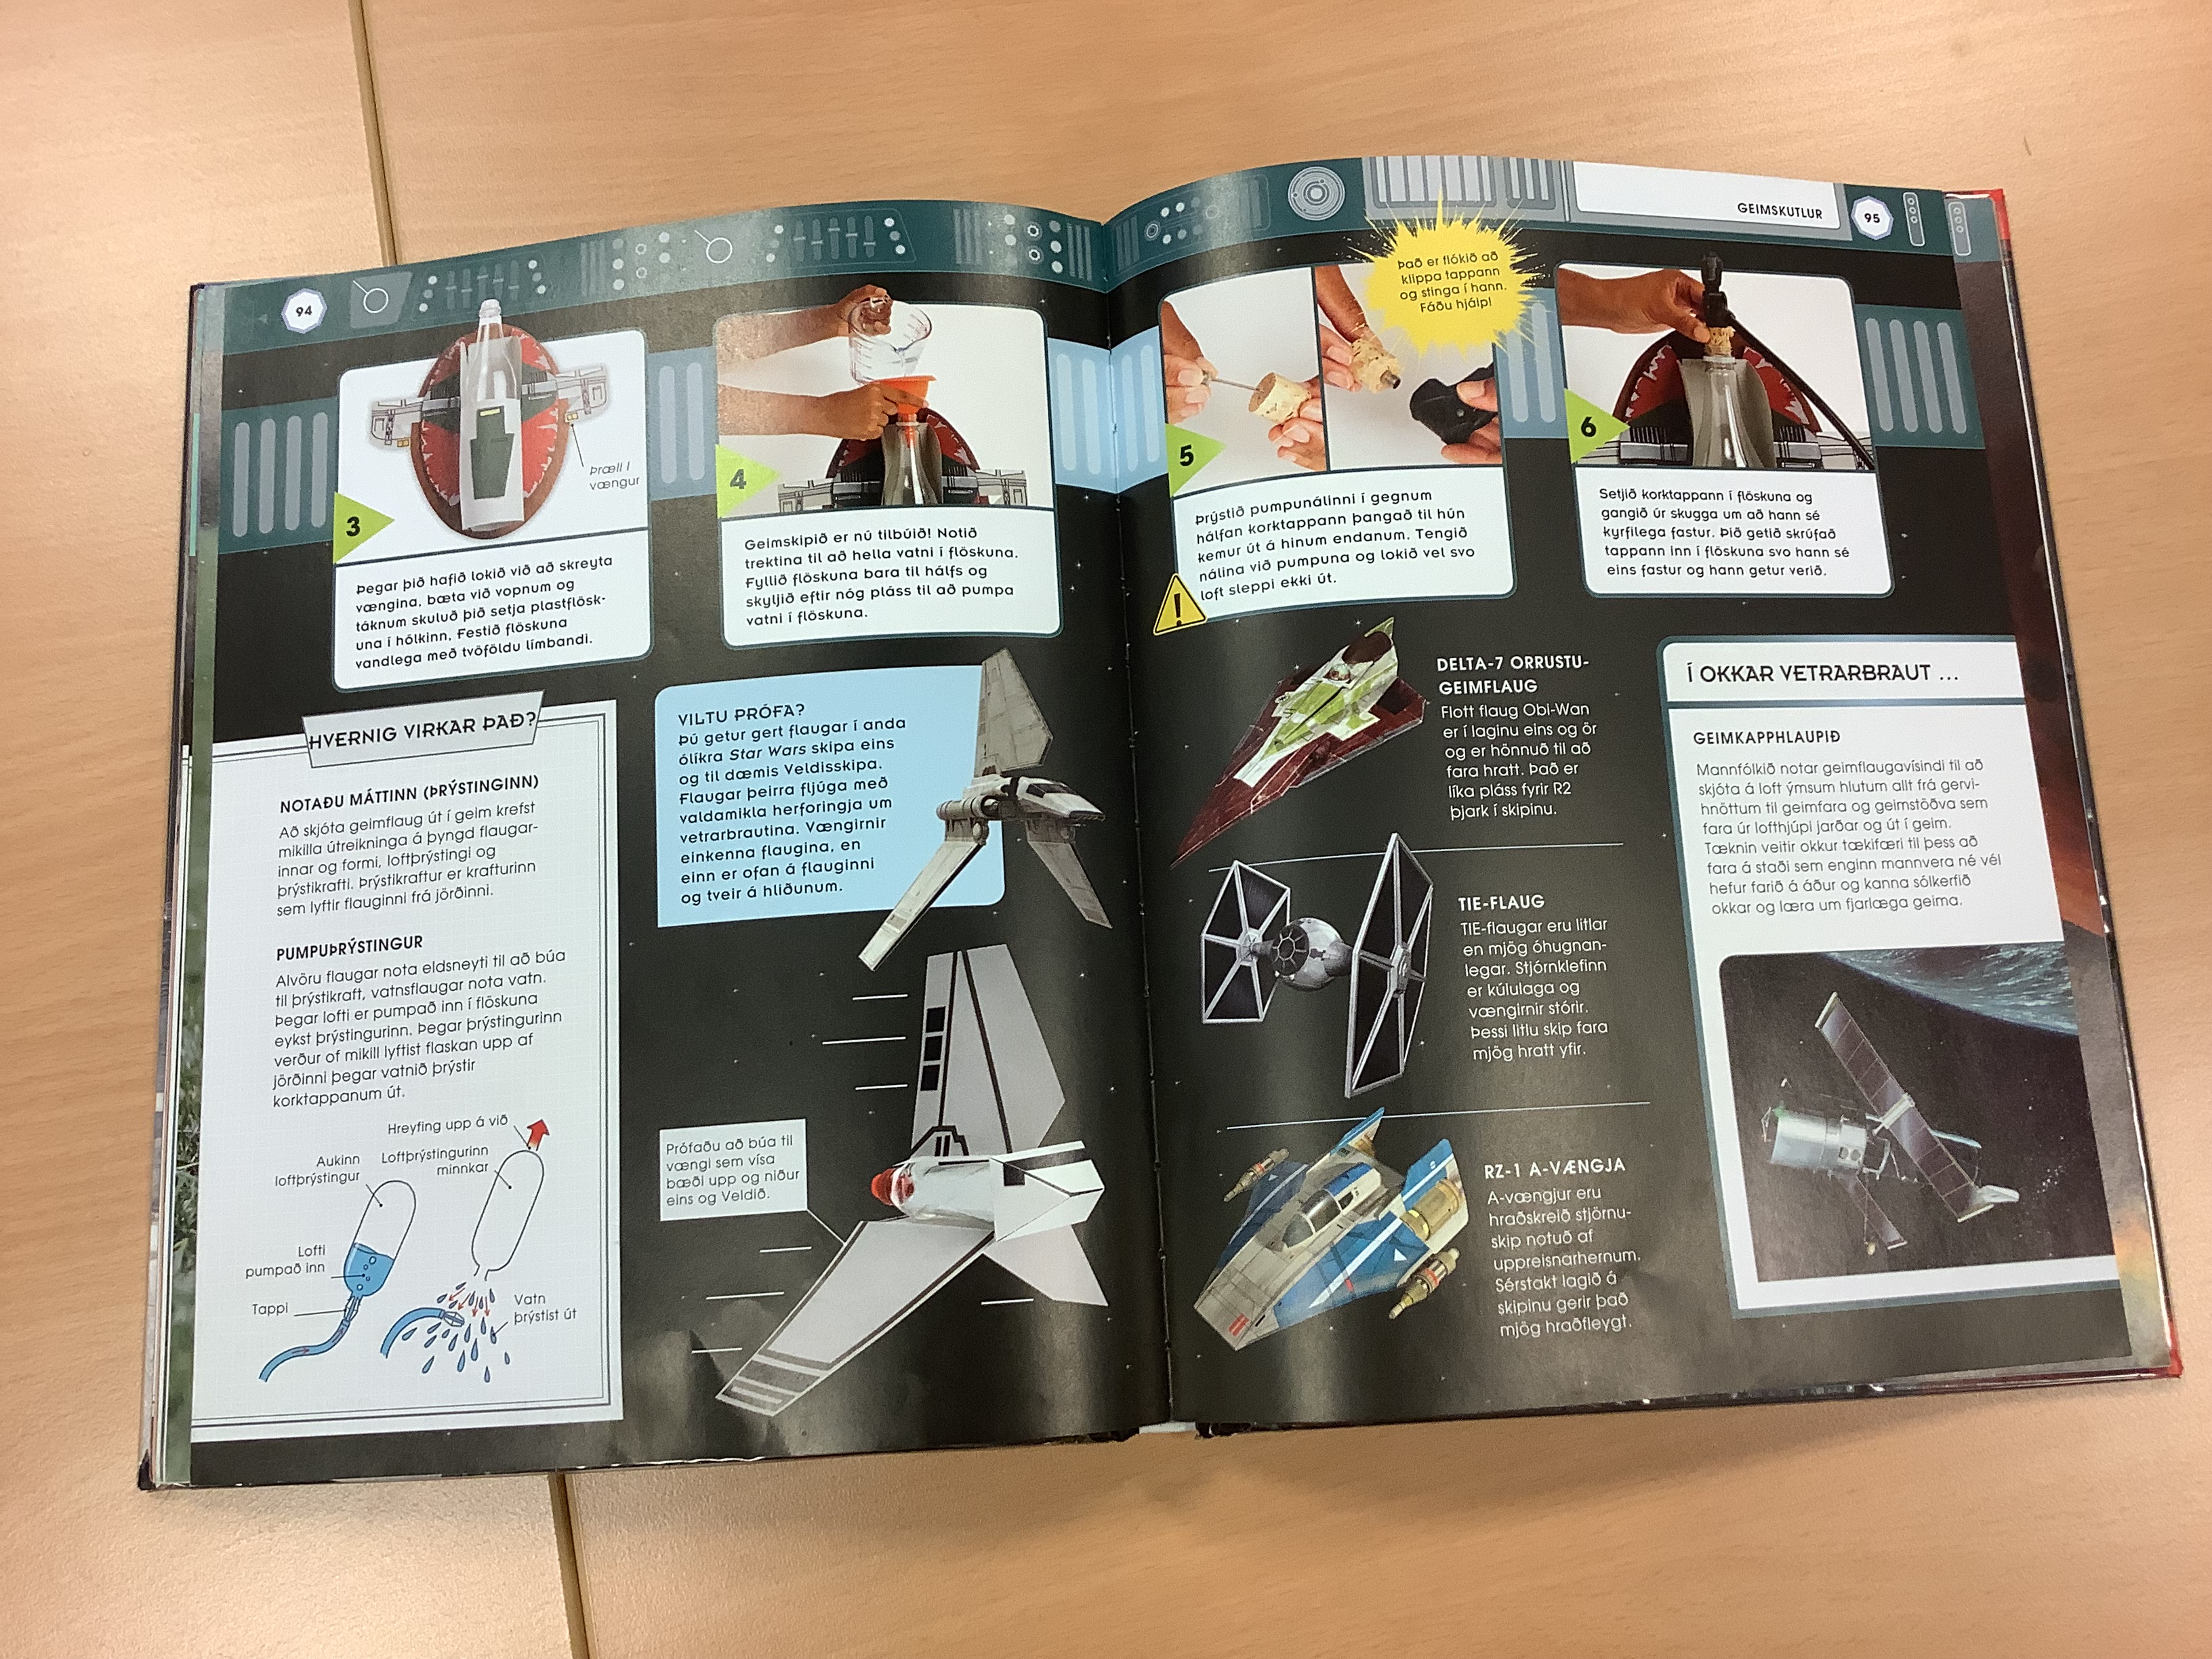 94
Þræll í
vængur
3
Þegar þið hafið lokið við að skreyta
vængina, bæta við vopnum og
táknum skuluð þið setja plastflösk-
una í hólkinn. Festið flöskuna
vandlega með tvöföldu límbandi.
4
Geimskipið er nú tilbúið! Notið
trektina til að hella vatni í flöskuna.
Fyllið flöskuna bara til hálfs og
skyljið eftir nóg pláss til að pumpa
vatni í flöskuna.
HVERNIG VIRKAR ÞAÐ?
NOTAÐU MÁTTINN (ÞRÝSTINGINN)
Að skjóta geimflaug út í geim krefst
mikilla útreikninga á þyngd flaugar-
innar og formi, loftþrýstingi og
þrýstikrafti. Þrýstikraftur er krafturinn
sem lyftir flauginni frá jörðinni.
PUMPUÞRÝSTINGUR
Alvöru flaugar nota eldsneyti til að búa
til þrýstikraft, vatnsflaugar nota vatn.
Þegar lofti er pumpað inn í flöskuna
eykst þrýstingurinn. Þegar þrýstingurinn
verður of mikill lyftist flaskan upp af
jörðinni þegar vatnið þrýstir
korktappanum út.
Hreyfing upp á við
Aukinn
loftþrýstingur
Loftþrýstingurinn
minnkar
Lofti
pumpað inn
Tappi
Vatn
þrýstist út
VILTU PRÓFA?
Þú getur gert flaugar í anda
ólíkra Star Wars skipa eins
og til dæmis Veldisskipa.
Flaugar þeirra fljúga með
valdamikla herforingja um
vetrarbrautina. Vængirnir
einkenna flaugina, en
einn er ofan á flauginni
og tveir á hliðunum.
Prófaðu að búa til
vængi sem vísa
bæði upp og niður
eins og Veldið.
GEIMSKUTLUR
95
Það er flókið að
klippa tappann
og stinga í hann.
Fáðu hjálp!
5
Þrýstið pumpunálinni í gegnum
hálfan korktappann þangað til hún
kemur út á hinum endanum. Tengið
nálina við pumpuna og lokið vel svo
loft sleppi ekki út.
!
6
Setjið korktappann í flöskuna og
gangið úr skugga um að hann sé
kyrfilega fastur. Þið getið skrúfað
tappann inn í flöskuna svo hann sé
eins fastur og hann getur verið.
DELTA-7 ORRUSTU-
GEIMFLAUG
Flott flaug Obi-Wan
er í laginu eins og ör
og er hönnuð til að
fara hratt. Það er
líka pláss fyrir R2
þjark í skipinu.
TIE-FLAUG
TIE-flaugar eru litlar
en mjög óhugnan-
legar. Stjórnklefinn
er kúlulaga og
vængirnir stórir.
Þessi litlu skip fara
mjög hratt yfir.
RZ-1 A-VÆNGJA
A-vængjur eru
hraðskreið stjörnu-
skip notuð af
uppreisnarhernum.
Sérstakt lagið á
skipinu gerir það
mjög hraðfleygt.
Í OKKAR VETRARBRAUT ...
GEIMKAPPHLAUPIÐ
Mannfólkið notar geimflaugavísindi til að
skjóta á loft ýmsum hlutum allt frá gervi-
hnöttum til geimfara og geimstöðva sem
fara úr lofthjúpi jarðar og út í geim.
Tæknin veitir okkur tækifæri til þess að
fara á staði sem enginn mannvera né vél
hefur farið á áður og kanna sólkerfið
okkar og læra um fjarlæga geima.